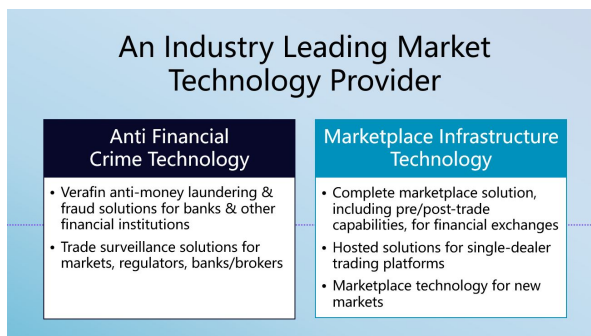 An Industry Leading Market
Technology Provider
Anti Financial
Crime Technology
• Verafin anti-money laundering &
fraud solutions for banks & other
financial institutions
• Trade surveillance solutions for
markets, regulators, banks/brokers
Marketplace Infrastructure
Technology
• Complete marketplace solution,
including pre/post-trade
capabilities, for financial exchanges
• Hosted solutions for single-dealer
trading platforms
• Marketplace technology for new
markets